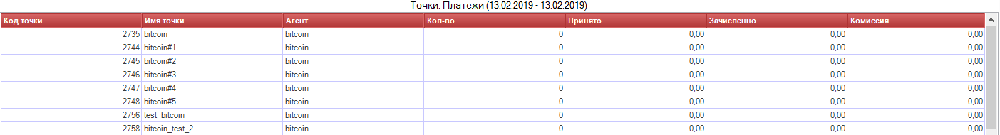 Точки: Платежи (13.02.2019 - 13.02.2019)
Код точки Имя точки Агент Кол-во Принято Зачисленно Комиссия
2735 bitcoin bitcoin 0 0,00 0,00 0,00
2744 bitcoin#1 bitcoin 0 0,00 0,00 0,00
2745 bitcoin#2 bitcoin 0 0,00 0,00 0,00
2746 bitcoin#3 bitcoin 0 0,00 0,00 0,00
2747 bitcoin#4 bitcoin 0 0,00 0,00 0,00
2748 bitcoin#5 bitcoin 0 0,00 0,00 0,00
2756 test_bitcoin bitcoin 0 0,00 0,00 0,00
2758 bitcoin_test_2 bitcoin 0 0,00 0,00 0,00